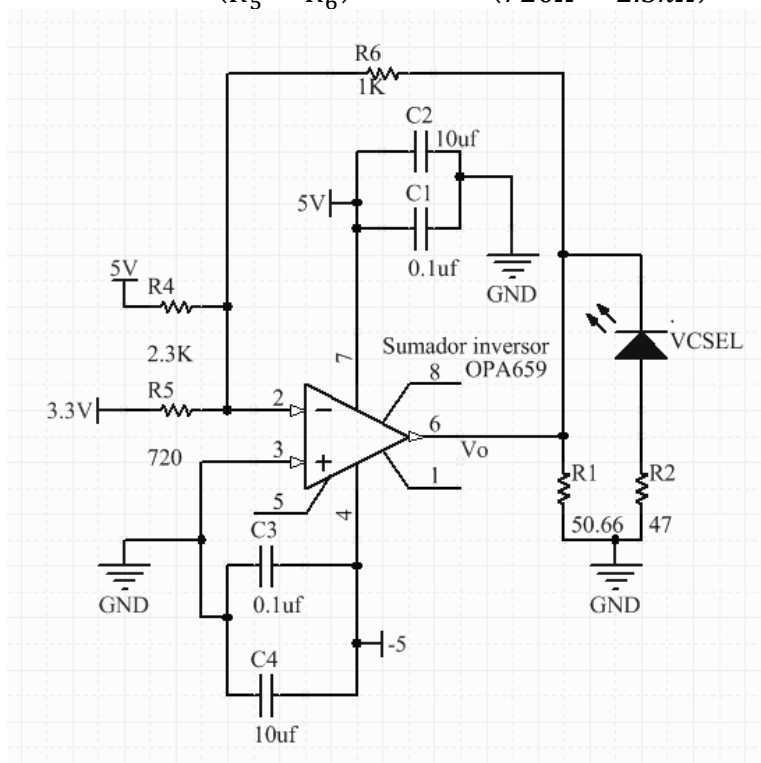 R6
1K
C2
10uf
5V
C1
0.1uf
GND
5V
R4
2.3K
7
Sumador inversor
OPA659
8
VCSEL
R5
3.3V
2
6
Vo
3
720
1
5
4
R1
R2
50.66
47
C3
GND
0.1uf
GND
-5
C4
10uf